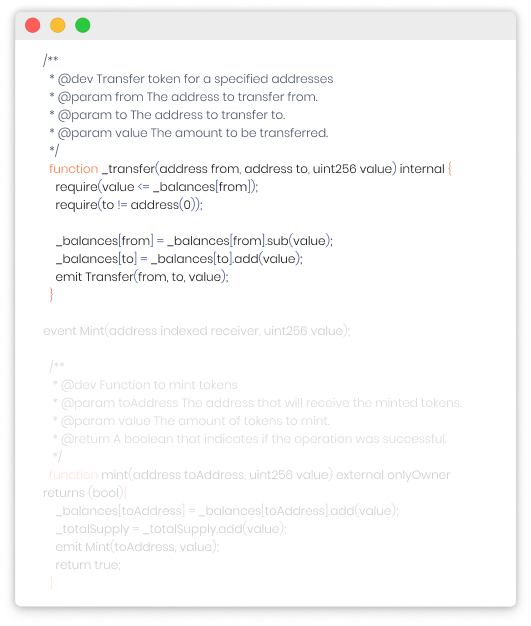 /**
* @dev Transfer token for a specified addresses
* @param from The address to transfer from.
* @param to The address to transfer to.
* @param value The amount to be transferred.
*/
function _transfer(address from, address to, uint256 value) internal {
require(value <= _balances[from]);
require(to != address(0));
_balances[from] = _balances[from].sub(value);
_balances[to] = _balances[to].add(value);
emit Transfer(from, to, value);
}
event Mint(address indexed receiver, uint256 value);
/**
* @dev Function to mint tokens
* @param toAddress The address that will receive the minted tokens.
* @param value The amount of tokens to mint.
* @return A boolean that indicates if the operation was successful.
*/
function mint(address toAddress, uint256 value) external onlyOwner
returns (bool){
_balances[toAddress] = _balances[toAddress].add(value);
_totalSupply = _totalSupply.add(value);
emit Mint(toAddress, value);
return true;
}